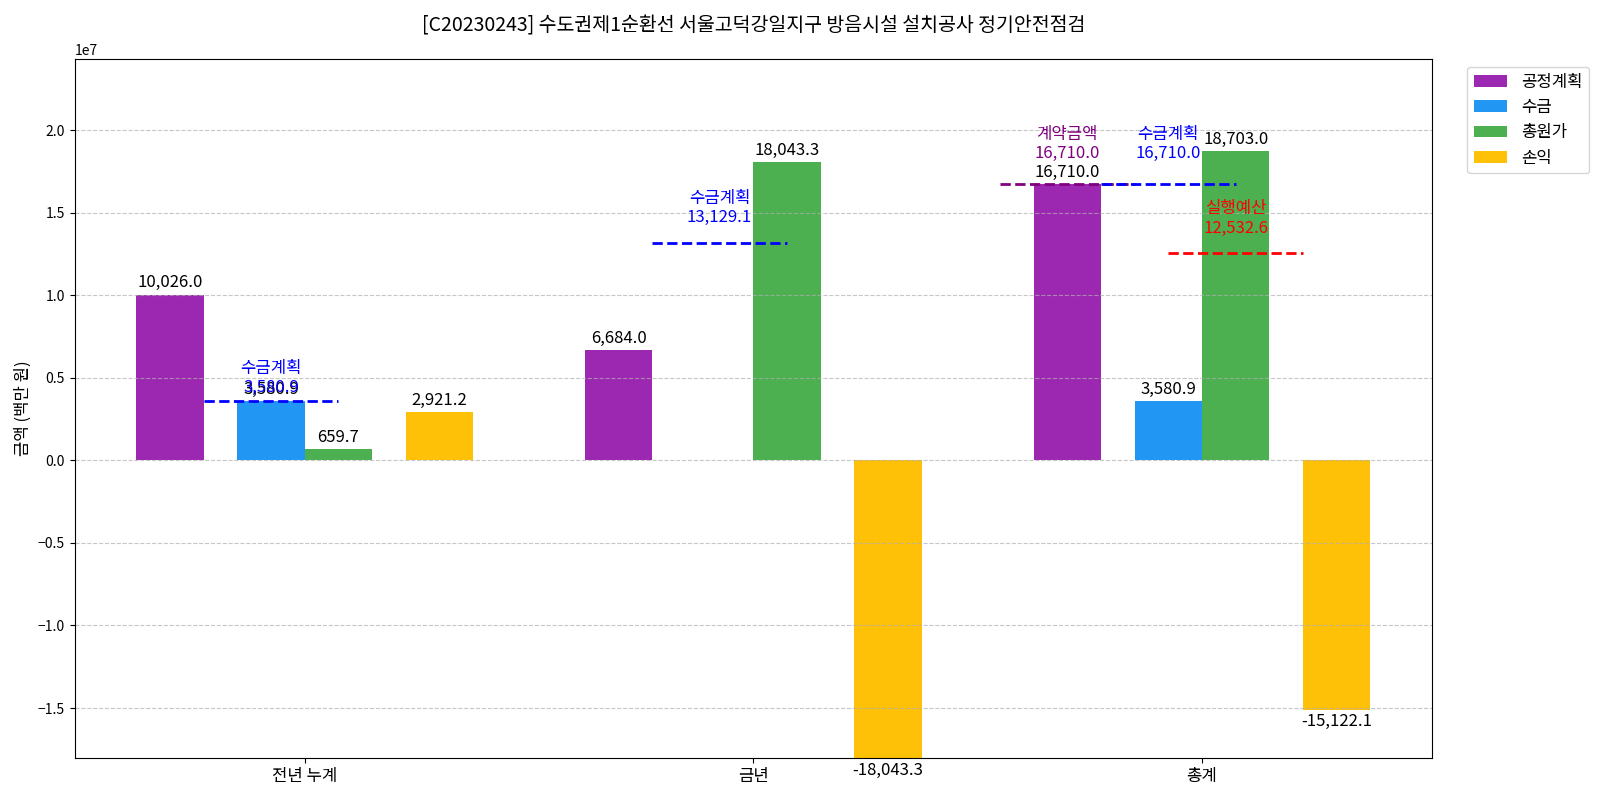 [C20230243] 수도권제1순환선 서울고덕강일지구 방음시설 설치공사 정기안전점검
1e7
금액 (백만 원)
2.0
1.5
1.0
0.5
0.0
−0.5
−1.0
−1.5
10,026.0
수금계획
3,580.9
3,580.9
659.7
2,921.2
6,684.0
수금계획
13,129.1
18,043.3
-18,043.3
계약금액
16,710.0
16,710.0
수금계획
16,710.0
3,580.9
18,703.0
실행예산
12,532.6
-15,122.1
전년 누계
금년
총계
공정계획
수금
총원가
손익